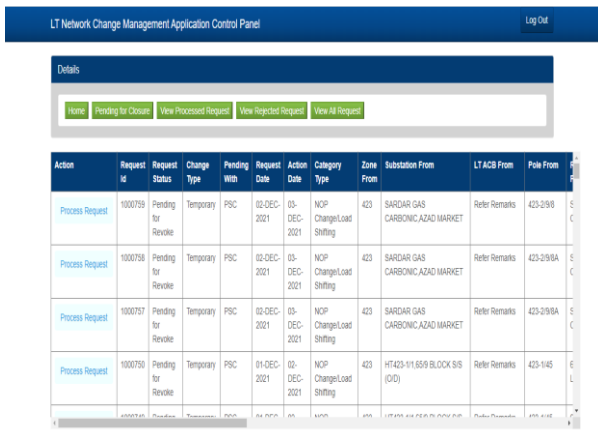 LT Network Change Management Application Control Panel
Log Out
Details
Home Pending for Closure View Processed Request View Rejected Request View All Request
Action Request Id Request Status Change Type Pending With Request Date Action Date Category Type Zone From Substation From LT ACB From Pole From
Process Request 1000759 Pending for Revoke Temporary PSC 02-DEC-2021 03-DEC-2021 NOP Change/Load Shifting 423 SARDAR GAS CARBONIC,AZAD MARKET Refer Remarks 423-2/9/8
Process Request 1000758 Pending for Revoke Temporary PSC 02-DEC-2021 03-DEC-2021 NOP Change/Load Shifting 423 SARDAR GAS CARBONIC,AZAD MARKET Refer Remarks 423-2/9/8A
Process Request 1000757 Pending for Revoke Temporary PSC 02-DEC-2021 03-DEC-2021 NOP Change/Load Shifting 423 SARDAR GAS CARBONIC,AZAD MARKET Refer Remarks 423-2/9/8A
Process Request 1000750 Pending for Revoke Temporary PSC 01-DEC-2021 02-DEC-2021 NOP Change/Load Shifting 423 HT423-1/1,65/9 BLOCK S/S (O/D) Refer Remarks 423-1/45